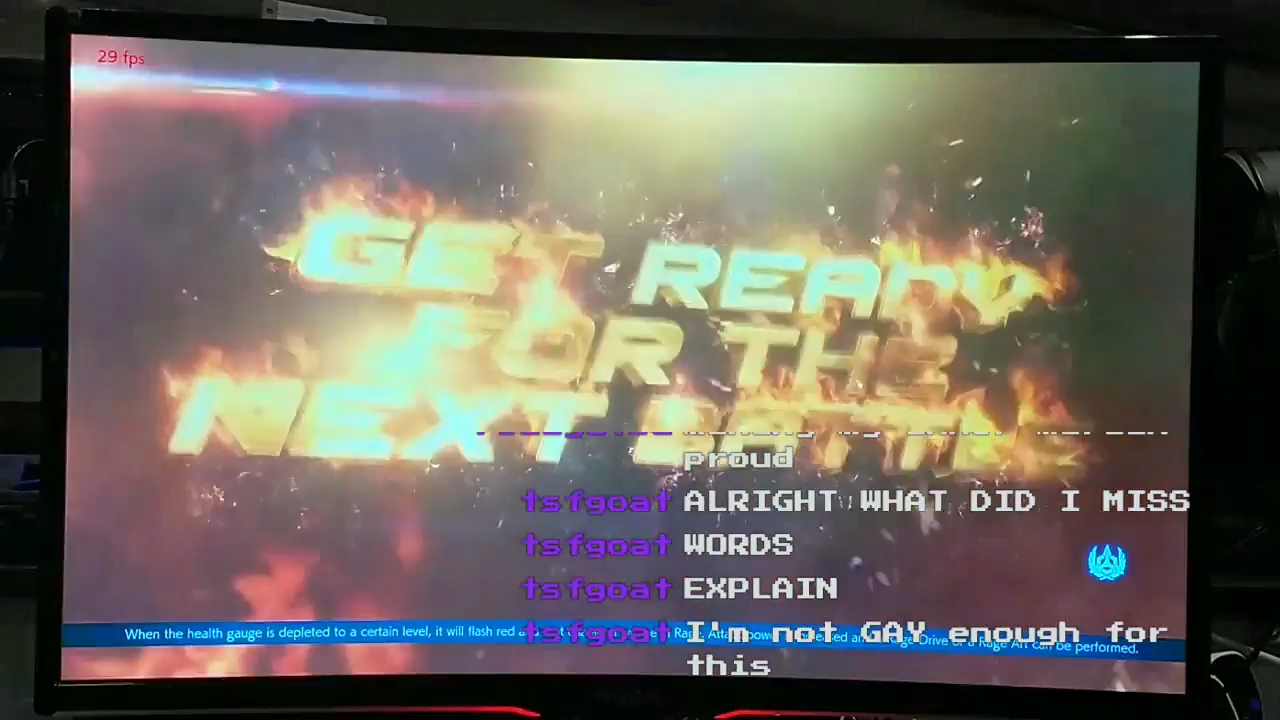 29 fps
GET READY
FOR THE
NEXT BATTLE
proud
tsfgoat ALRIGHT WHAT DID I MISS
tsfgoat WORDS
tsfgoat EXPLAIN
tsfgoat I'm not GAY enough for
this
When the health gauge is depleted to a certain level, it will flash red Rage. Drive or a Rage Art can be performed.